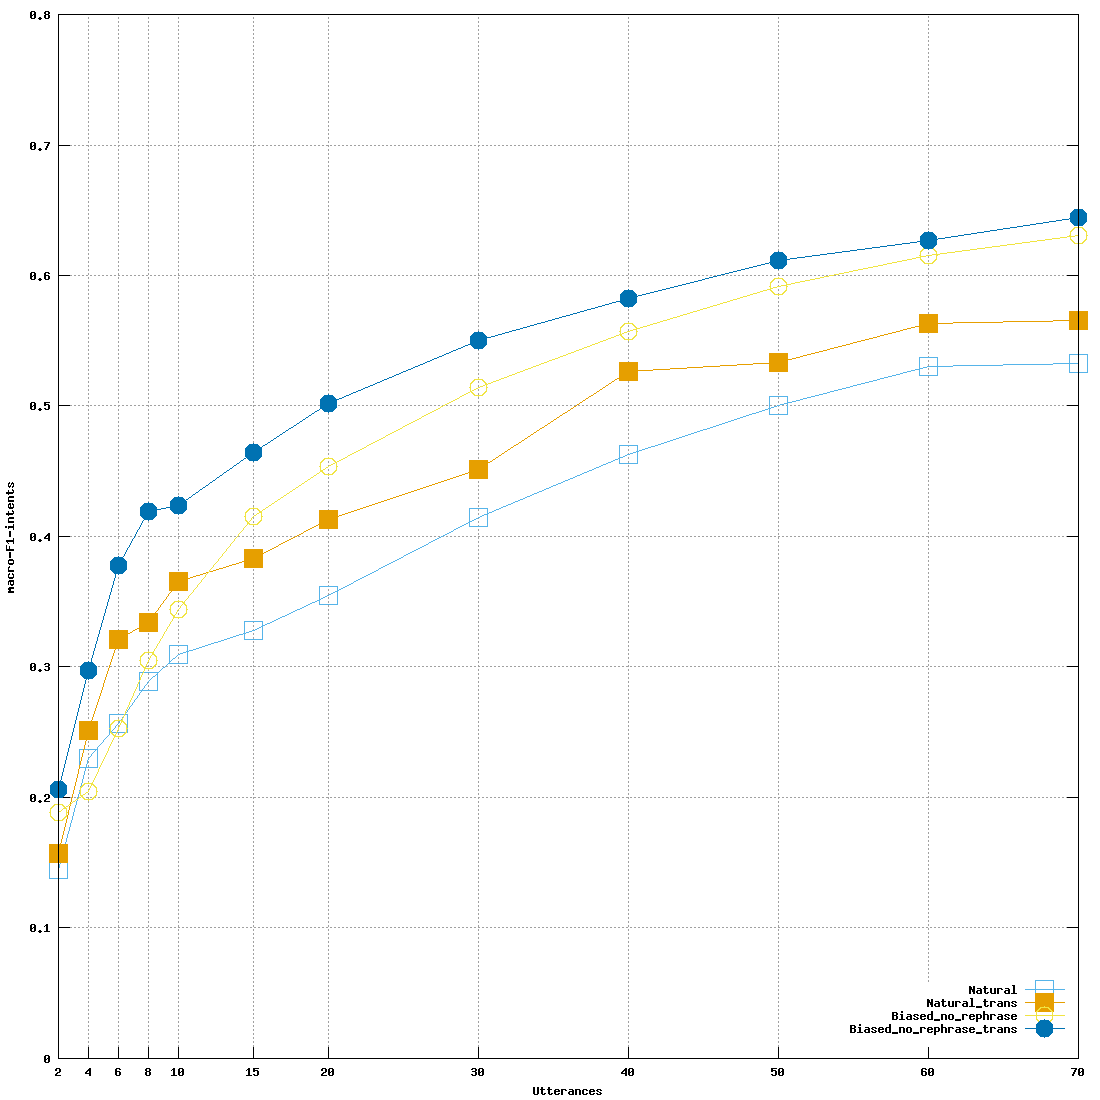 0.8
0.7
0.6
0.5
0.4
0.3
0.2
0.1
0
macro-F1-intents
2 4 6 8 10 15 20 30 40 50 60 70
Utterances
Natural
Natural_trans
Biased_no_rephrase
Biased_no_rephrase_trans